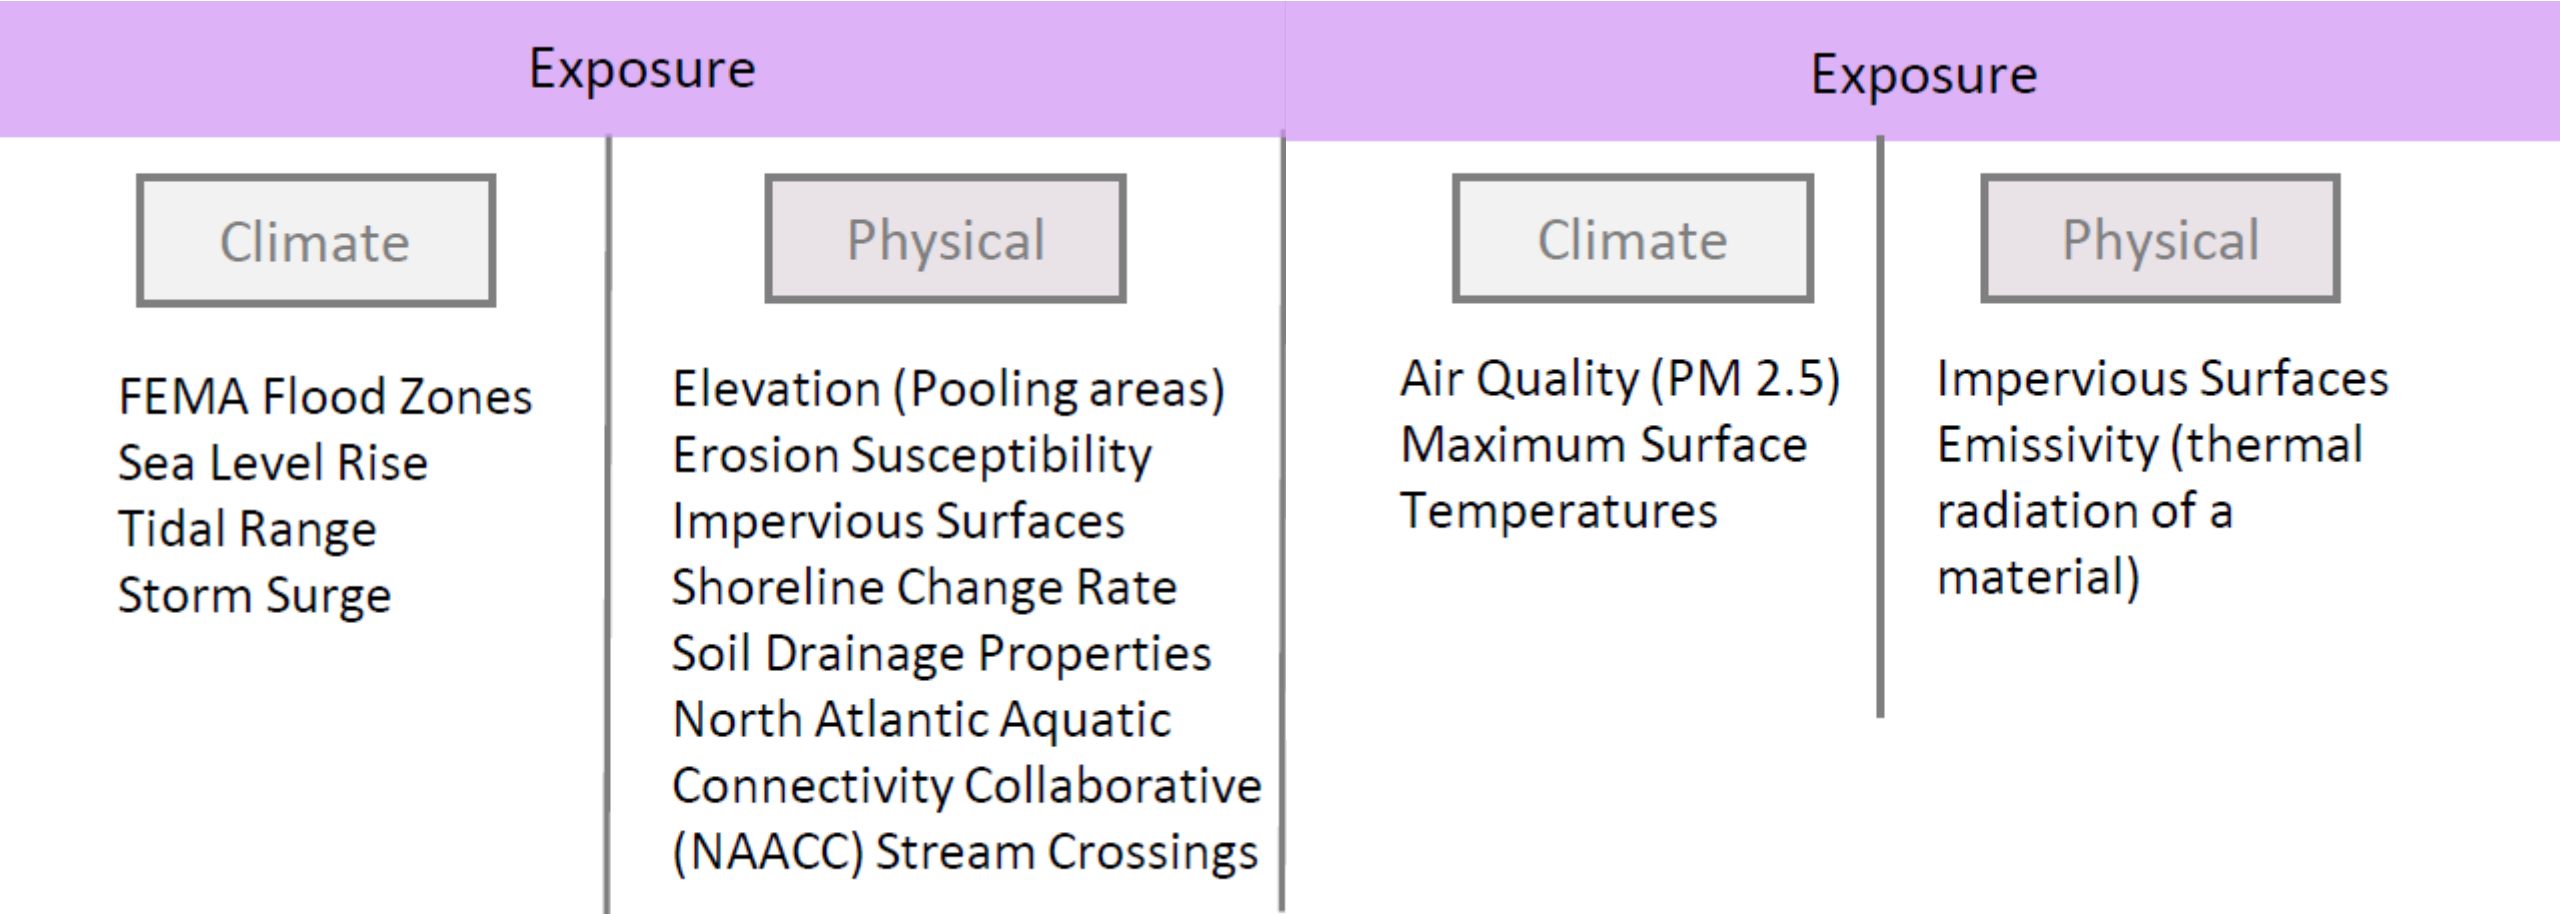 Exposure
Climate
FEMA Flood Zones
Sea Level Rise
Tidal Range
Storm Surge
Physical
Elevation (Pooling areas)
Erosion Susceptibility
Impervious Surfaces
Shoreline Change Rate
Soil Drainage Properties
North Atlantic Aquatic
Connectivity Collaborative
(NAACC) Stream Crossings
Exposure
Climate
Air Quality (PM 2.5)
Maximum Surface
Temperatures
Physical
Impervious Surfaces
Emissivity (thermal
radiation of a
material)